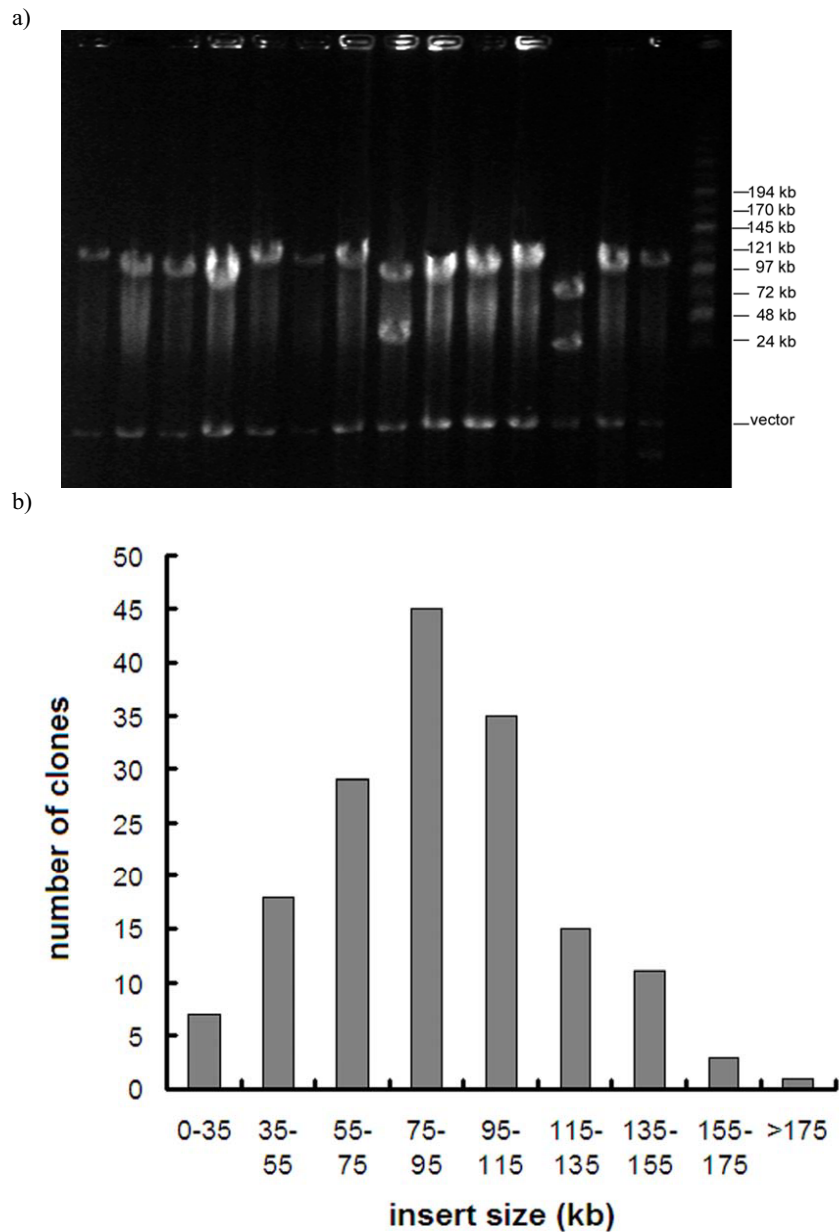 a)
194 kb
170 kb
145 kb
121 kb
97 kb
72 kb
48 kb
24 kb
vector
b)
50
45
40
35
30
25
20
15
10
5
0
number of clones
0-35 35- 55- 75- 95- 115- 135- 155- >175
55 75 95 115 135 155 175
insert size (kb)